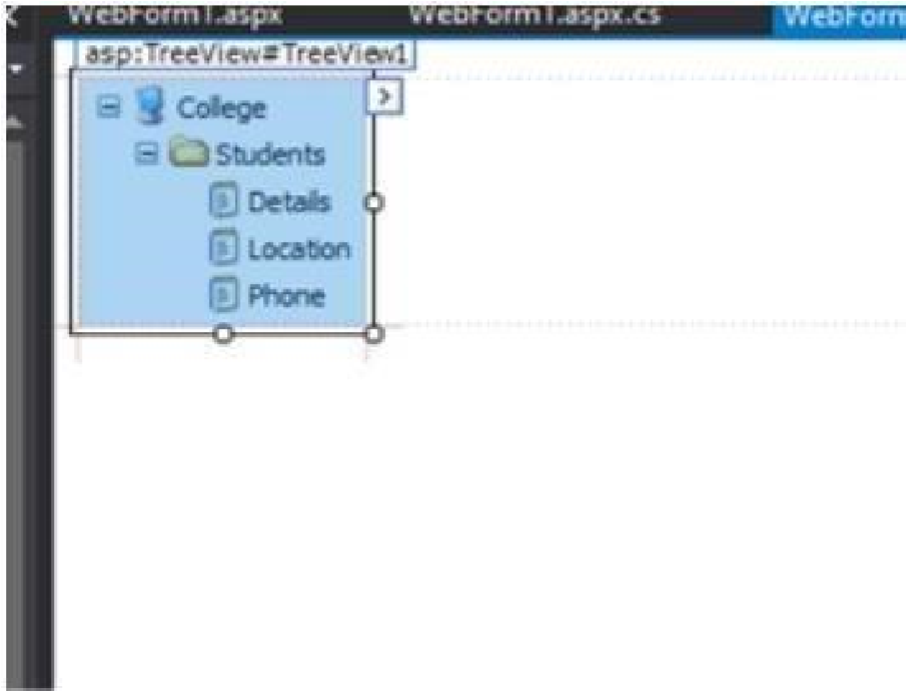 WebForm1.aspx WebForm1.aspx.cs WebForm
asp:TreeView#TreeView1
College
Students
Details
Location
Phone